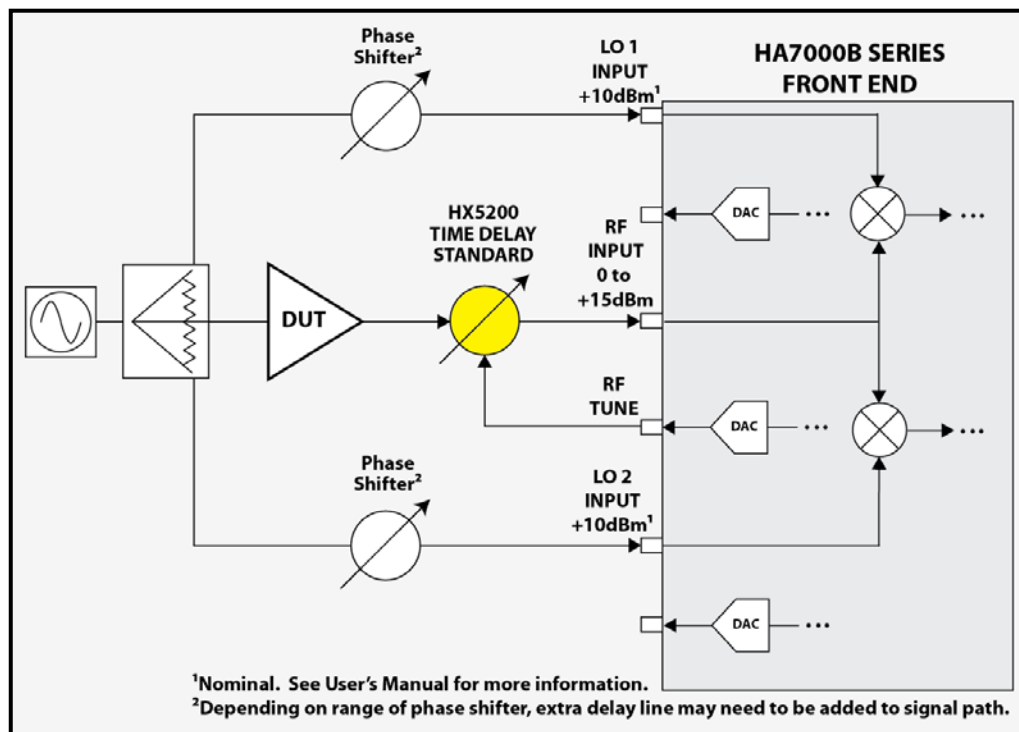 Phase
Shifter²
LO 1
INPUT
+10dBm¹
HA7000B SERIES
FRONT END
DAC
HX5200
TIME DELAY
STANDARD
RF
INPUT
0 to
+15dBm
DUT
RF
TUNE
DAC
Phase
Shifter²
LO 2
INPUT
+10dBm¹
DAC
¹Nominal. See User's Manual for more information.
²Depending on range of phase shifter, extra delay line may need to be added to signal path.